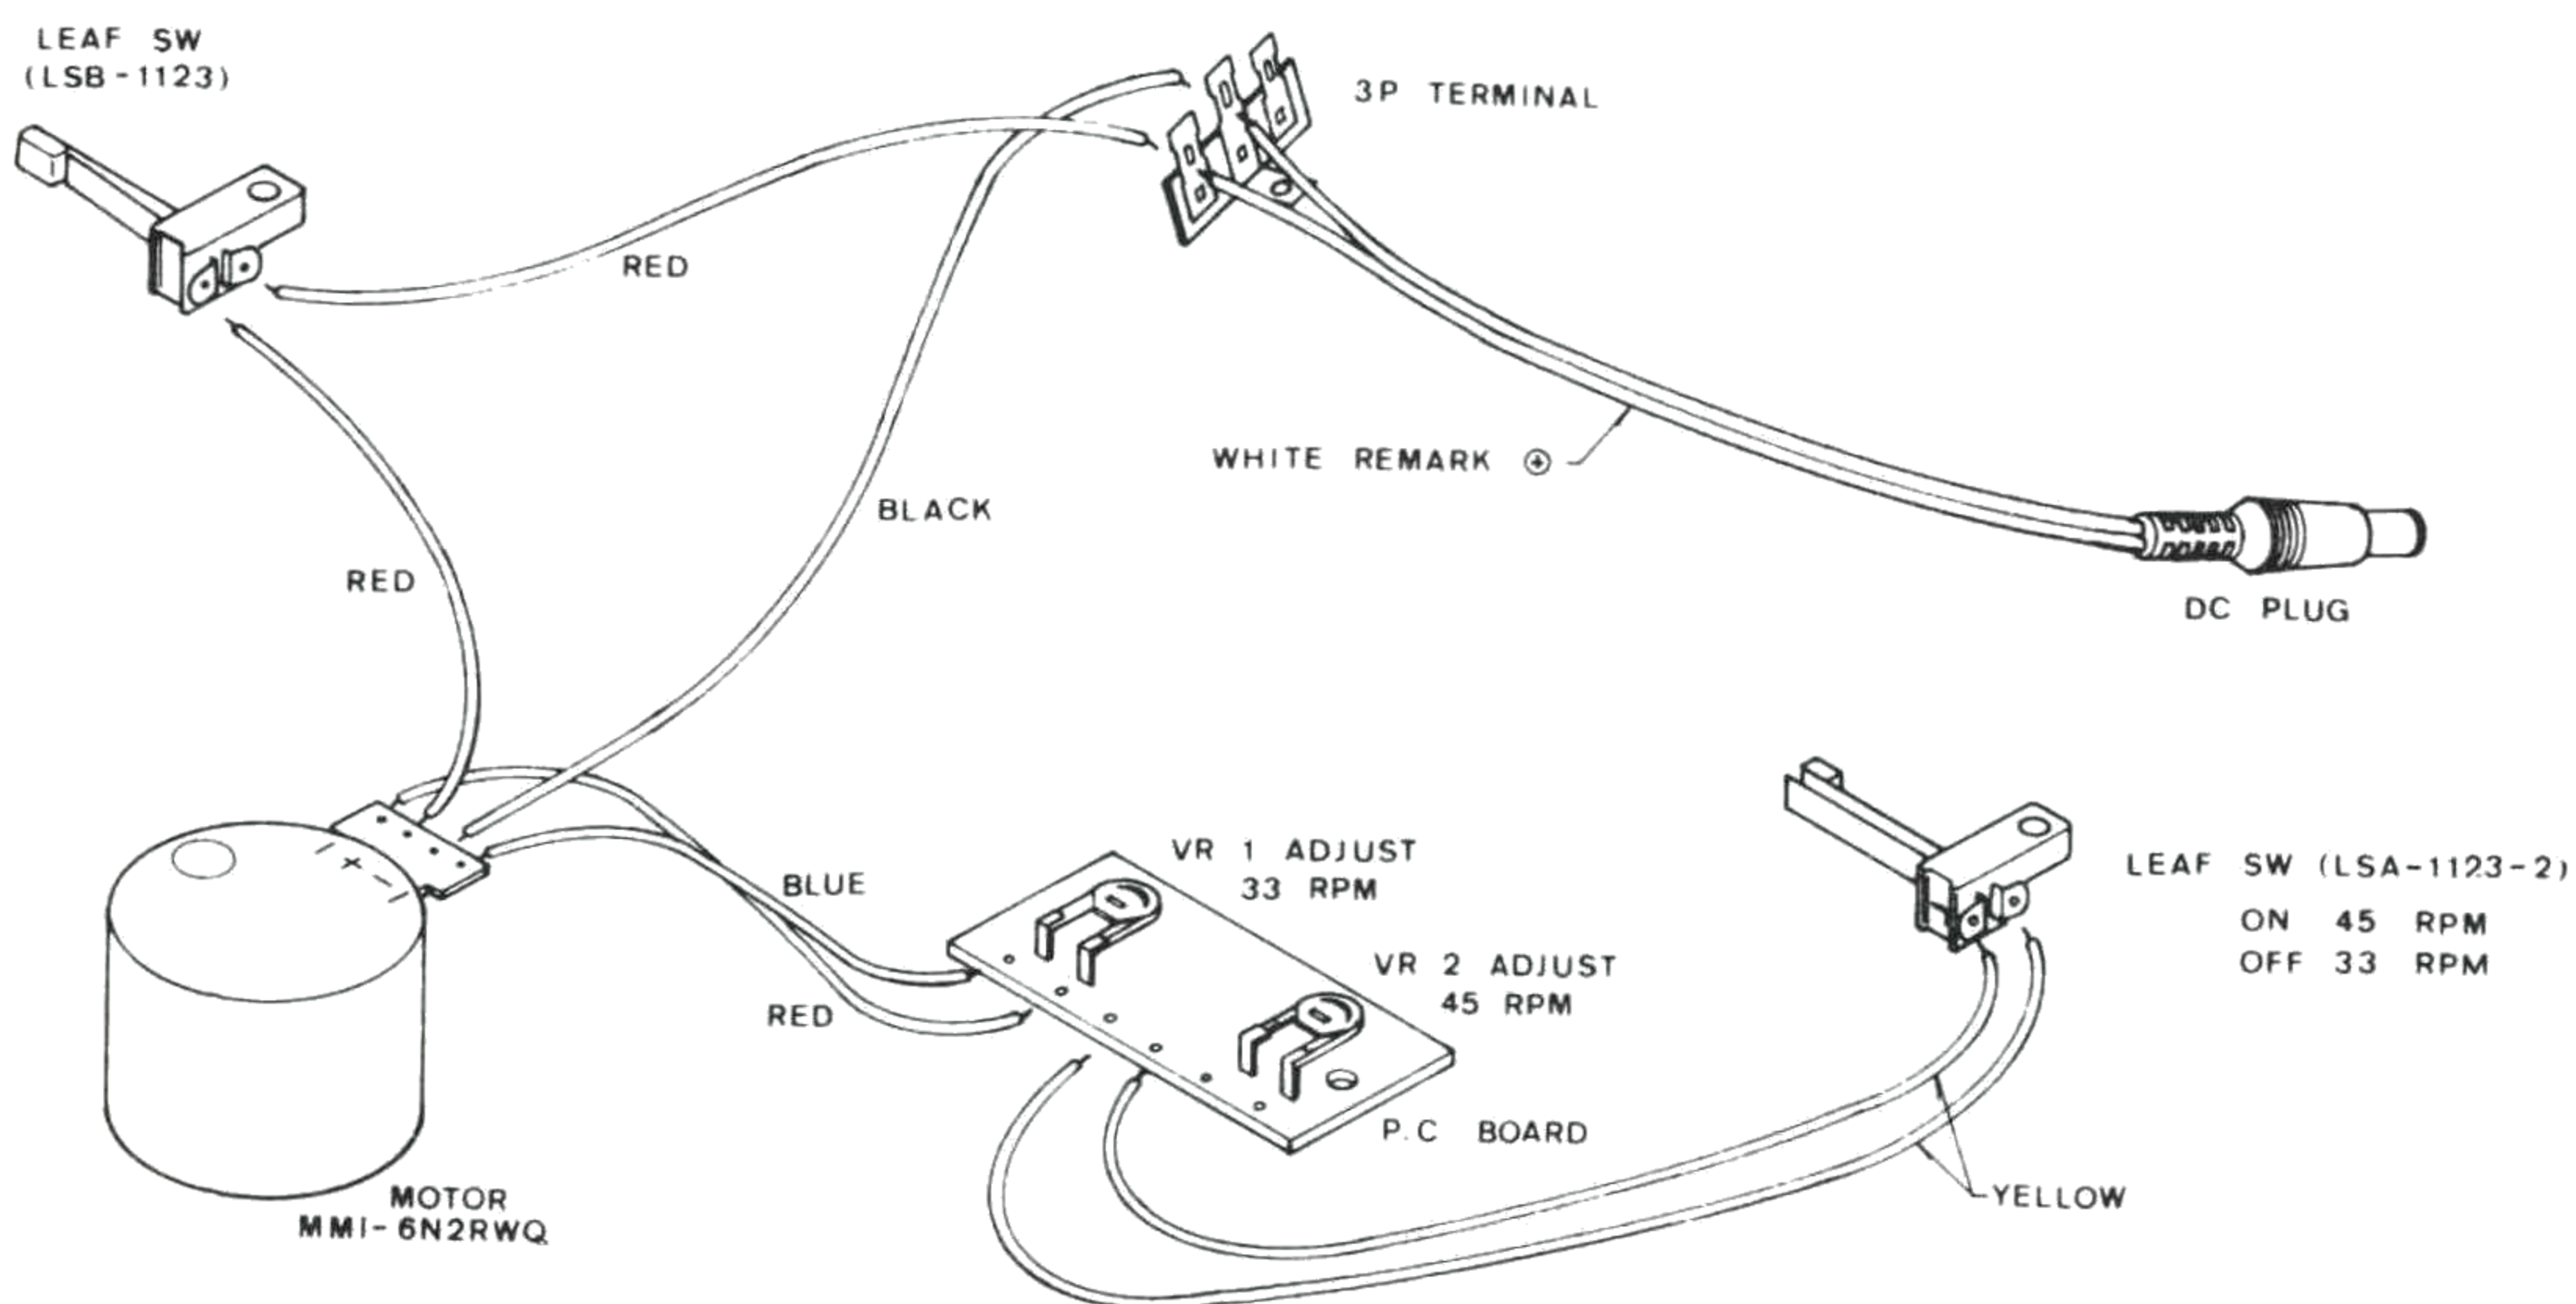 LEAF SW
(LSB-1123)
3P TERMINAL
RED
WHITE REMARK ⊕
BLACK
RED
DC PLUG
− + − −
BLUE
RED
VR 1 ADJUST
33 RPM
VR 2 ADJUST
45 RPM
LEAF SW (LSA-1123-2)
ON 45 RPM
OFF 33 RPM
P.C BOARD
YELLOW
MOTOR
MMI-6N2RWQ